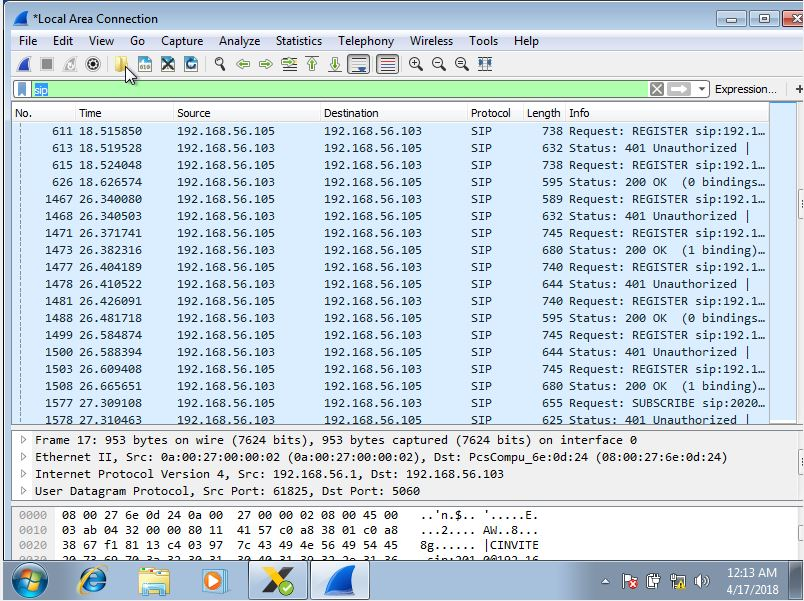 *Local Area Connection
File Edit View Go Capture Analyze Statistics Telephony Wireless Tools Help
sip Expression... +
No. Time Source Destination Protocol Length Info
611 18.515850 192.168.56.105 192.168.56.103 SIP 738 Request: REGISTER sip:192.1…
613 18.519528 192.168.56.103 192.168.56.105 SIP 632 Status: 401 Unauthorized |
615 18.524048 192.168.56.105 192.168.56.103 SIP 738 Request: REGISTER sip:192.1…
626 18.626574 192.168.56.103 192.168.56.105 SIP 595 Status: 200 OK (0 bindings…
1467 26.340080 192.168.56.105 192.168.56.103 SIP 589 Request: REGISTER sip:192.1…
1468 26.340503 192.168.56.103 192.168.56.105 SIP 632 Status: 401 Unauthorized |
1471 26.371741 192.168.56.105 192.168.56.103 SIP 745 Request: REGISTER sip:192.1…
1473 26.382316 192.168.56.103 192.168.56.105 SIP 680 Status: 200 OK (1 binding)…
1477 26.404189 192.168.56.105 192.168.56.103 SIP 740 Request: REGISTER sip:192.1…
1478 26.410522 192.168.56.103 192.168.56.105 SIP 644 Status: 401 Unauthorized |
1481 26.426091 192.168.56.105 192.168.56.103 SIP 740 Request: REGISTER sip:192.1…
1488 26.481718 192.168.56.103 192.168.56.105 SIP 595 Status: 200 OK (0 bindings…
1499 26.584874 192.168.56.105 192.168.56.103 SIP 745 Request: REGISTER sip:192.1…
1500 26.588394 192.168.56.103 192.168.56.105 SIP 644 Status: 401 Unauthorized |
1503 26.609408 192.168.56.105 192.168.56.103 SIP 745 Request: REGISTER sip:192.1…
1508 26.665651 192.168.56.103 192.168.56.105 SIP 680 Status: 200 OK (1 binding)…
1577 27.309108 192.168.56.105 192.168.56.103 SIP 655 Request: SUBSCRIBE sip:2020…
1578 27.310463 192.168.56.103 192.168.56.105 SIP 625 Status: 401 Unauthorized |
Frame 17: 953 bytes on wire (7624 bits), 953 bytes captured (7624 bits) on interface 0
Ethernet II, Src: 0a:00:27:00:00:02 (0a:00:27:00:00:02), Dst: PcsCompu_6e:0d:24 (08:00:27:6e:0d:24)
Internet Protocol Version 4, Src: 192.168.56.1, Dst: 192.168.56.103
User Datagram Protocol, Src Port: 61825, Dst Port: 5060
0000 08 00 27 6e 0d 24 0a 00 27 00 00 02 08 00 45 00 ..'n.$.. '.....E.
0010 03 ab 04 32 00 00 80 11 41 57 c0 a8 38 01 c0 a8 ...2.... AW..8...
0020 38 67 f1 81 13 c4 03 97 7c 43 49 4e 56 49 54 45 8g...... |CINVITE
12:13 AM
4/17/2018